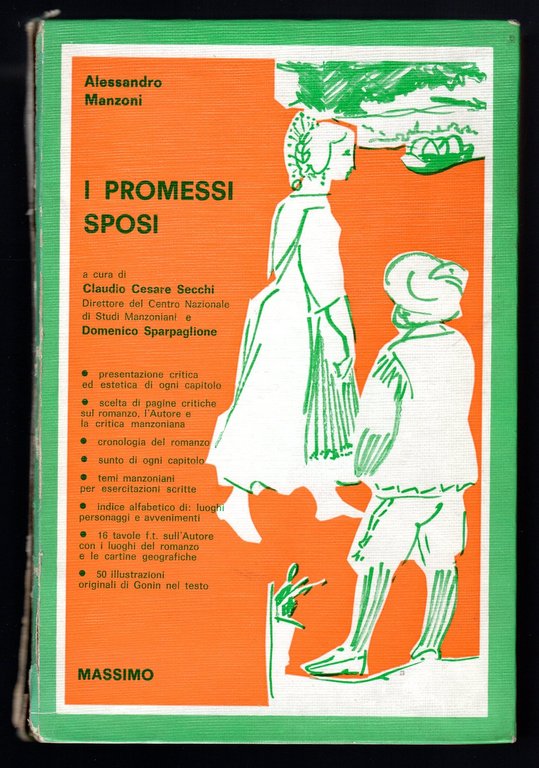 Alessandro
Manzoni
I PROMESSI
SPOSI
a cura di
Claudio Cesare Secchi
Direttore del Centro Nazionale
di Studi Manzoniani e
Domenico Sparpaglione
● presentazione critica
ed estetica di ogni capitolo
● scelta di pagine critiche
sul romanzo, l'Autore e
la critica manzoniana
● cronologia del romanzo
● sunto di ogni capitolo
● temi manzoniani
per esercitazioni scritte
● indice alfabetico di: luoghi
personaggi e avvenimenti
● 16 tavole f.t. sull'Autore
con i luoghi del romanzo
e le cartine geografiche
● 50 illustrazioni
originali di Gonin nel testo
MASSIMO